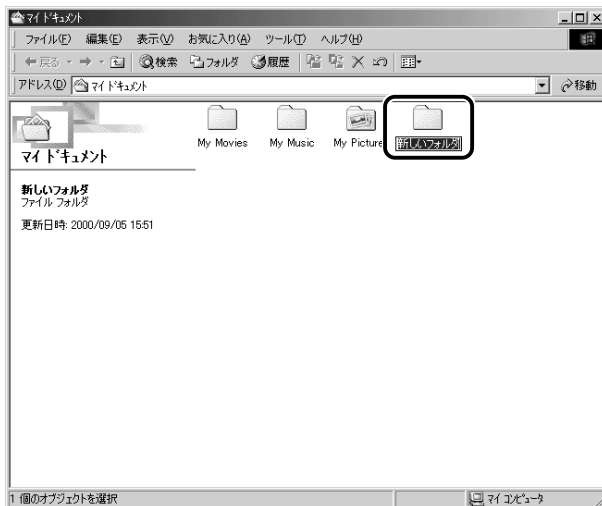 マイ ドキュメント
ファイル(F) 編集(E) 表示(V) お気に入り(A) ツール(T) ヘルプ(H)
戻る 検索 フォルダ 履歴
アドレス(D) マイ ドキュメント 移動
マイ ドキュメント
My Movies My Music My Picture 新しいフォルダ
新しいフォルダ
ファイル フォルダ
更新日時: 2000/09/05 15:51
1 個のオブジェクトを選択 マイ コンピュータ